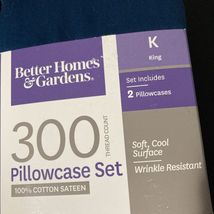 Better Homes
& Gardens®
K
King
Set Includes
2 Pillowcases
300
THREAD COUNT
Pillowcase Set
100% COTTON SATEEN
Soft, Cool
Surface
Wrinkle Resistant